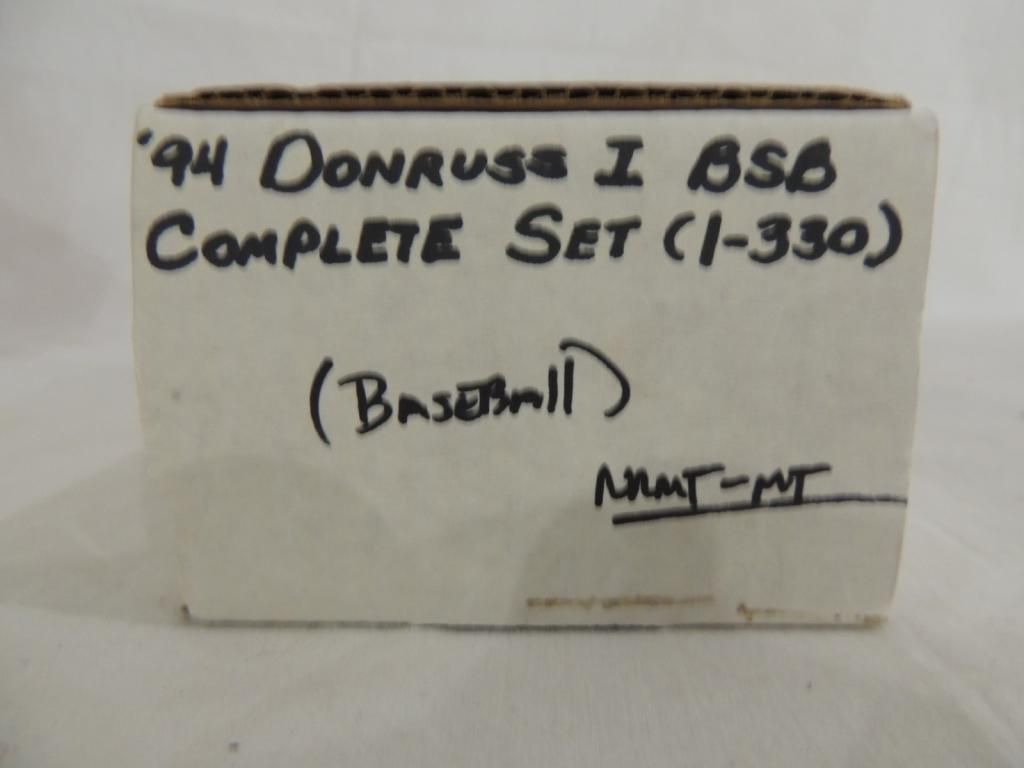 '94 DONRUSS I BSB
COMPLETE SET (1-330)
(BASEBAll)
NRMT-MT